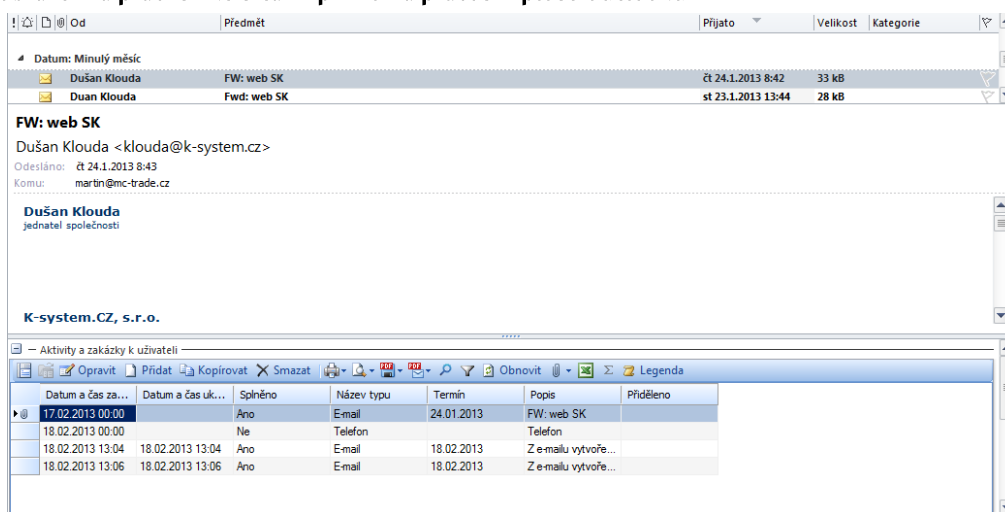 ! Od Předmět Přijato Velikost Kategorie
Datum: Minulý měsíc
Dušan Klouda FW: web SK čt 24.1.2013 8:42 33 kB
Duan Klouda Fwd: web SK st 23.1.2013 13:44 28 kB
FW: web SK
Dušan Klouda <klouda@k-system.cz>
Odesláno: čt 24.1.2013 8:43
Komu: martin@mc-trade.cz
Dušan Klouda
jednatel společnosti
K-system.CZ, s.r.o.
Aktivity a zakázky k uživateli
Opravit Přidat Kopírovat Smazat PDF PDF Obnovit Σ Legenda
Datum a čas za... Datum a čas uk... Splněno Název typu Termín Popis Přiděleno
17.02.2013 00:00 Ano E-mail 24.01.2013 FW: web SK
18.02.2013 00:00 Ne Telefon Telefon
18.02.2013 13:04 18.02.2013 13:04 Ano E-mail 18.02.2013 Z e-mailu vytvoře...
18.02.2013 13:06 18.02.2013 13:06 Ano E-mail 18.02.2013 Z e-mailu vytvoře...